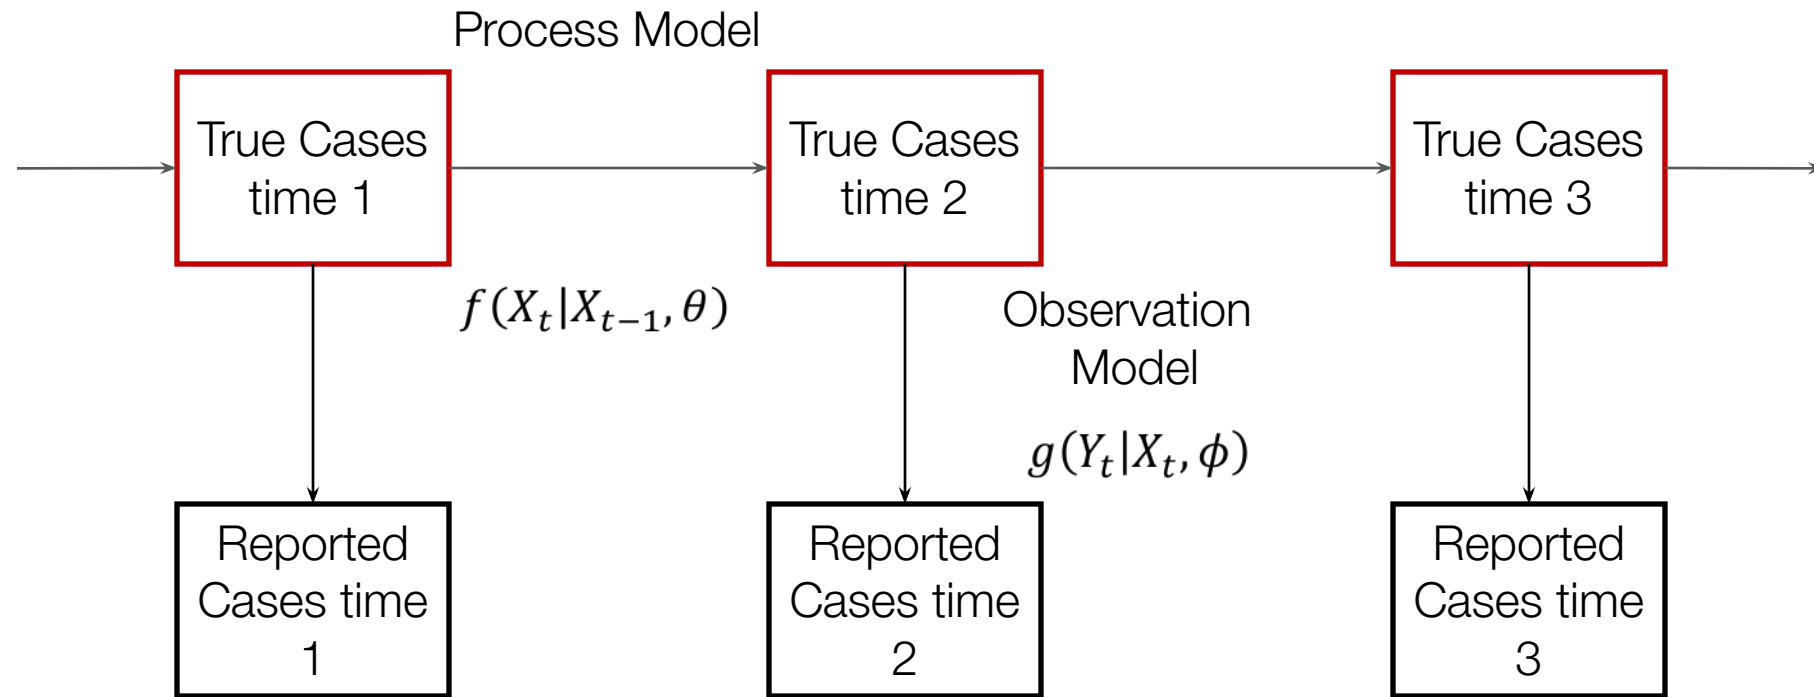 Process Model
True Cases
time 1
True Cases
time 2
True Cases
time 3
f(X_t|X_{t−1}, θ)
Observation
Model
g(Y_t|X_t, ϕ)
Reported
Cases time
1
Reported
Cases time
2
Reported
Cases time
3